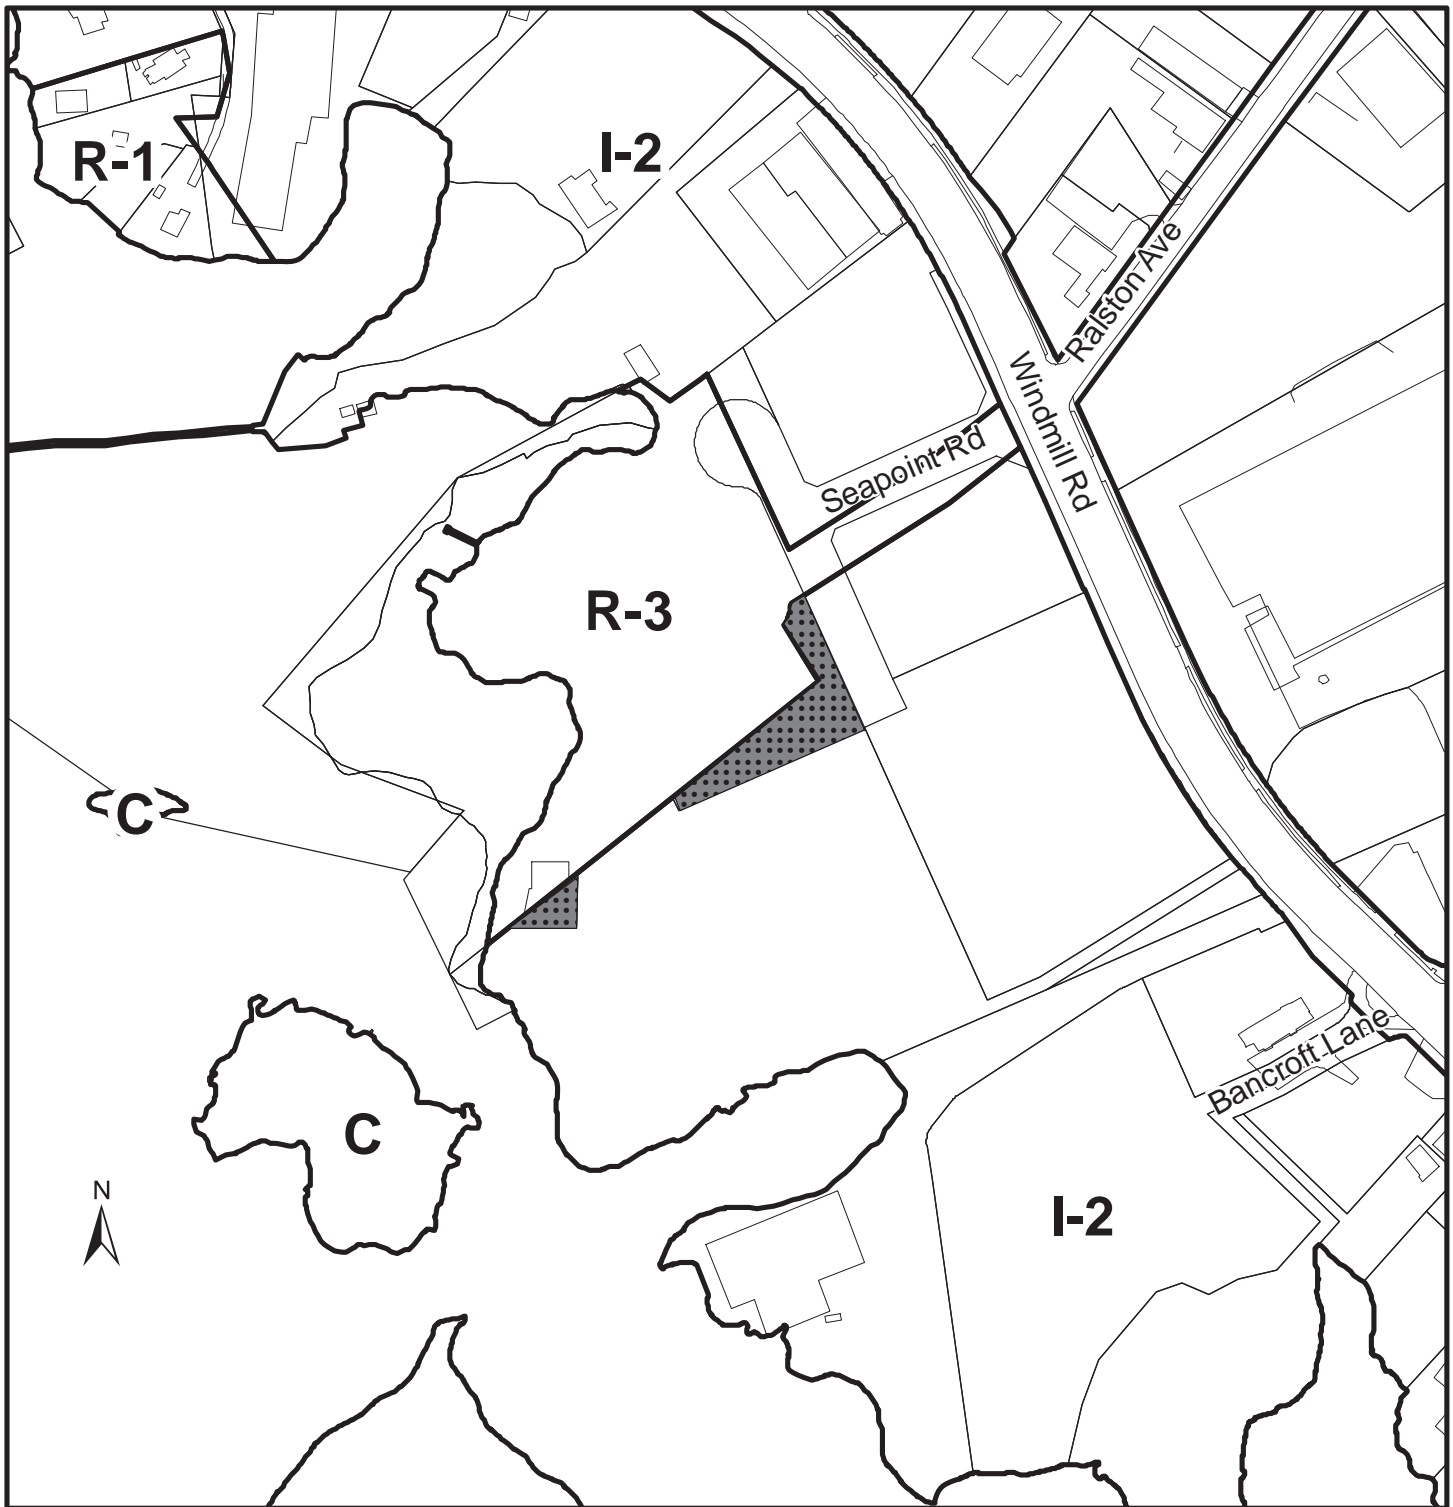 R-1
I-2
Ralston Ave
Windmill Rd
Seapoint Rd
R-3
C
Bancroft Lane
C
N
I-2